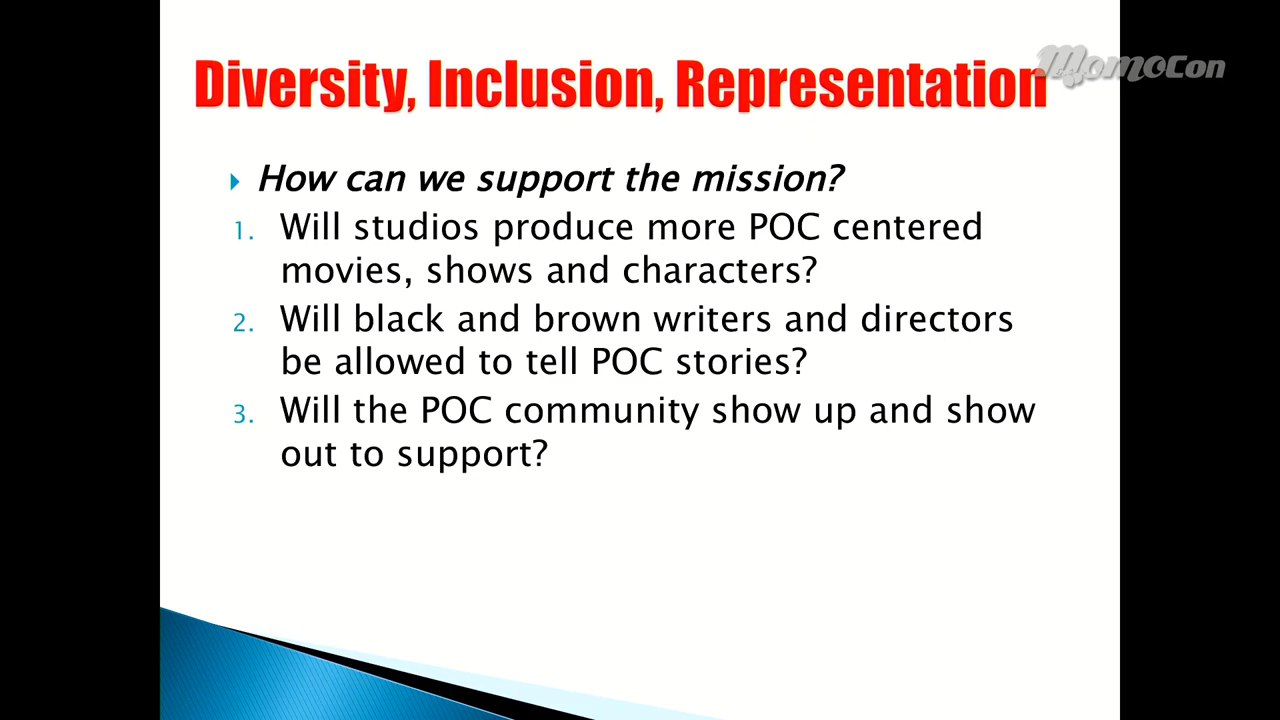 Diversity, Inclusion, Representation
MomoCon
How can we support the mission?
1. Will studios produce more POC centered
movies, shows and characters?
2. Will black and brown writers and directors
be allowed to tell POC stories?
3. Will the POC community show up and show
out to support?